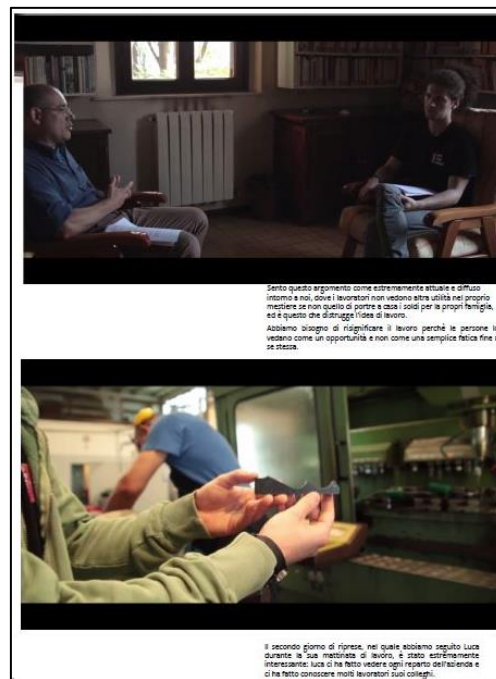 Sento questo argomento come estremamente attuale e diffuso
intorno a noi, dove i lavoratori non vedono altra utilità nel proprio
mestiere se non quello di portre a casa i soldi per la propri famiglia,
ed è questo che distrugge l'idea di lavoro.
Abbiamo bisogno di risignificare il lavoro perchè le persone lo
vedano come un opportunità e non come una semplice fatica fine a
se stessa.
Il secondo giorno di riprese, nel quale abbiamo seguito Luca
durante la sua mattinata di lavoro, è stato estremamente
interessante: luca ci ha fatto vedere ogni reparto dell'azienda e
ci ha fatto conoscere molti lavoratori suoi colleghi.